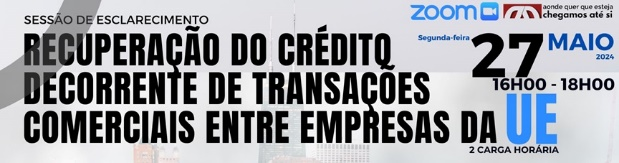 SESSÃO DE ESCLARECIMENTO
RECUPERAÇÃO DO CRÉDITO
DECORRENTE DE TRANSAÇÕES
COMERCIAIS ENTRE EMPRESAS DA UE
zoom
aonde quer que esteja
chegamos até si
Segunda-feira
27 MAIO
2024
16H00 - 18H00
2 CARGA HORÁRIA